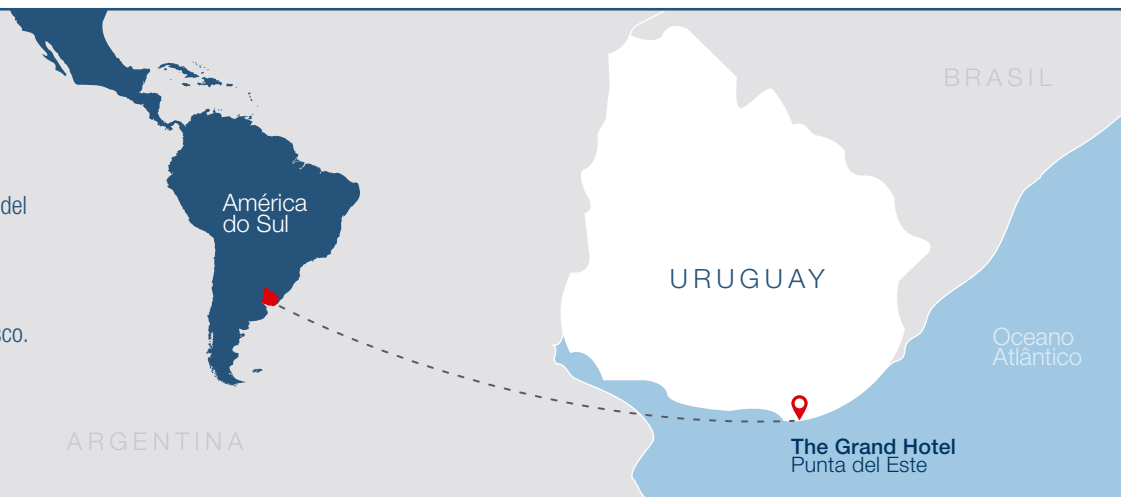 del
sco.
América
do Sul
ARGENTINA
URUGUAY
BRASIL
Oceano
Atlântico
The Grand Hotel
Punta del Este